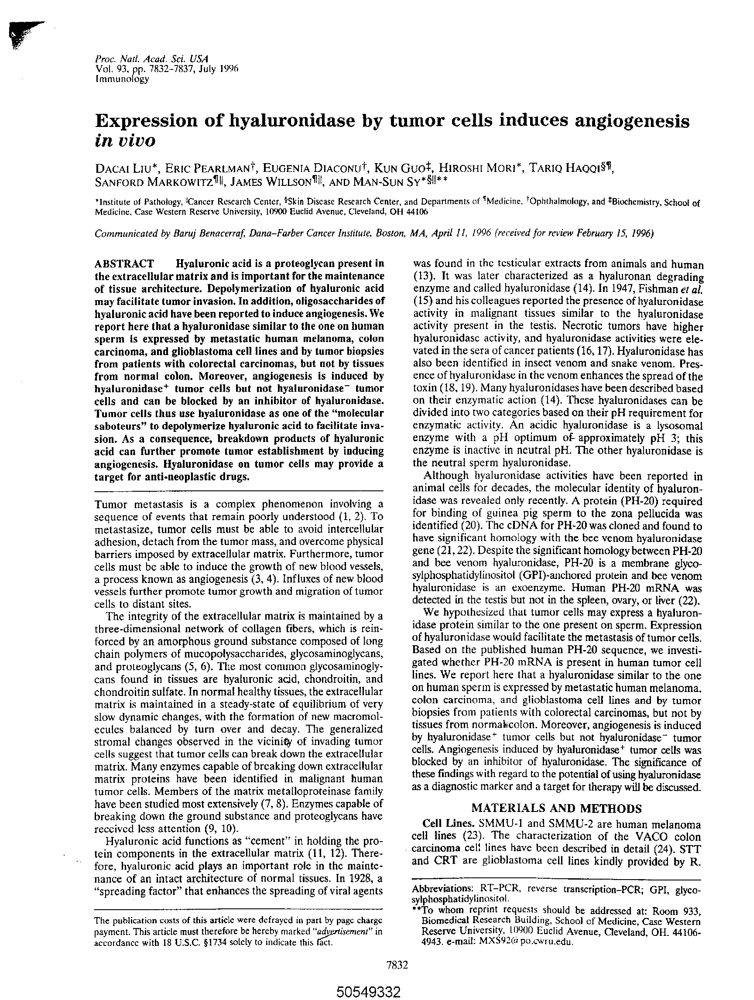 Proc. Natl. Acad. Sci. USA
Vol. 93, pp. 7832-7837, July 1996
Immunology
Expression of hyaluronidase by tumor cells induces angiogenesis
in vivo
DACAI LIU*, ERIC PEARLMAN†, EUGENIA DIACONU†, KUN GUO‡, HIROSHI MORI*, TARIQ HAQQI§¶,
SANFORD MARKOWITZ¶‖, JAMES WILLSON¶‖, AND MAN-SUN SY*§‖**
*Institute of Pathology, ‖Cancer Research Center, §Skin Disease Research Center, and Departments of ¶Medicine, †Ophthalmology, and ‡Biochemistry, School of
Medicine, Case Western Reserve University, 10900 Euclid Avenue, Cleveland, OH 44106
Communicated by Baruj Benacerraf, Dana-Farber Cancer Institute, Boston, MA, April 11, 1996 (received for review February 15, 1996)
ABSTRACT Hyaluronic acid is a proteoglycan present in
the extracellular matrix and is important for the maintenance
of tissue architecture. Depolymerization of hyaluronic acid
may facilitate tumor invasion. In addition, oligosaccharides of
hyaluronic acid have been reported to induce angiogenesis. We
report here that a hyaluronidase similar to the one on human
sperm is expressed by metastatic human melanoma, colon
carcinoma, and glioblastoma cell lines and by tumor biopsies
from patients with colorectal carcinomas, but not by tissues
from normal colon. Moreover, angiogenesis is induced by
hyaluronidase+ tumor cells but not hyaluronidase− tumor
cells and can be blocked by an inhibitor of hyaluronidase.
Tumor cells thus use hyaluronidase as one of the "molecular
saboteurs" to depolymerize hyaluronic acid to facilitate inva-
sion. As a consequence, breakdown products of hyaluronic
acid can further promote tumor establishment by inducing
angiogenesis. Hyaluronidase on tumor cells may provide a
target for anti-neoplastic drugs.
Tumor metastasis is a complex phenomenon involving a
sequence of events that remain poorly understood (1, 2). To
metastasize, tumor cells must be able to avoid intercellular
adhesion, detach from the tumor mass, and overcome physical
barriers imposed by extracellular matrix. Furthermore, tumor
cells must be able to induce the growth of new blood vessels,
a process known as angiogenesis (3, 4). Influxes of new blood
vessels further promote tumor growth and migration of tumor
cells to distant sites.
The integrity of the extracellular matrix is maintained by a
three-dimensional network of collagen fibers, which is rein-
forced by an amorphous ground substance composed of long
chain polymers of mucopolysaccharides, glycosaminoglycans,
and proteoglycans (5, 6). The most common glycosaminogly-
cans found in tissues are hyaluronic acid, chondroitin, and
chondroitin sulfate. In normal healthy tissues, the extracellular
matrix is maintained in a steady-state of equilibrium of very
slow dynamic changes, with the formation of new macromol-
ecules balanced by turn over and decay. The generalized
stromal changes observed in the vicinity of invading tumor
cells suggest that tumor cells can break down the extracellular
matrix. Many enzymes capable of breaking down extracellular
matrix proteins have been identified in malignant human
tumor cells. Members of the matrix metalloproteinase family
have been studied most extensively (7, 8). Enzymes capable of
breaking down the ground substance and proteoglycans have
received less attention (9, 10).
Hyaluronic acid functions as "cement" in holding the pro-
tein components in the extracellular matrix (11, 12). There-
fore, hyaluronic acid plays an important role in the mainte-
nance of an intact architecture of normal tissues. In 1928, a
"spreading factor" that enhances the spreading of viral agents
The publication costs of this article were defrayed in part by page charge
payment. This article must therefore be hereby marked "advertisement" in
accordance with 18 U.S.C. §1734 solely to indicate this fact.
was found in the testicular extracts from animals and human
(13). It was later characterized as a hyaluronan degrading
enzyme and called hyaluronidase (14). In 1947, Fishman et al.
(15) and his colleagues reported the presence of hyaluronidase
activity in malignant tissues similar to the hyaluronidase
activity present in the testis. Necrotic tumors have higher
hyaluronidase activity, and hyaluronidase activities were ele-
vated in the sera of cancer patients (16, 17). Hyaluronidase has
also been identified in insect venom and snake venom. Pres-
ence of hyaluronidase in the venom enhances the spread of the
toxin (18, 19). Many hyaluronidases have been described based
on their enzymatic action (14). These hyaluronidases can be
divided into two categories based on their pH requirement for
enzymatic activity. An acidic hyaluronidase is a lysosomal
enzyme with a pH optimum of approximately pH 3; this
enzyme is inactive in neutral pH. The other hyaluronidase is
the neutral sperm hyaluronidase.
Although hyaluronidase activities have been reported in
animal cells for decades, the molecular identity of hyaluron-
idase was revealed only recently. A protein (PH-20) required
for binding of guinea pig sperm to the zona pellucida was
identified (20). The cDNA for PH-20 was cloned and found to
have significant homology with the bee venom hyaluronidase
gene (21, 22). Despite the significant homology between PH-20
and bee venom hyaluronidase, PH-20 is a membrane glyco-
sylphosphatidylinositol (GPI)-anchored protein and bee venom
hyaluronidase is an exoenzyme. Human PH-20 mRNA was
detected in the testis but not in the spleen, ovary, or liver (22).
We hypothesized that tumor cells may express a hyaluron-
idase protein similar to the one present on sperm. Expression
of hyaluronidase would facilitate the metastasis of tumor cells.
Based on the published human PH-20 sequence, we investi-
gated whether PH-20 mRNA is present in human tumor cell
lines. We report here that a hyaluronidase similar to the one
on human sperm is expressed by metastatic human melanoma,
colon carcinoma, and glioblastoma cell lines and by tumor
biopsies from patients with colorectal carcinomas, but not by
tissues from normal colon. Moreover, angiogenesis is induced
by hyaluronidase+ tumor cells but not hyaluronidase− tumor
cells. Angiogenesis induced by hyaluronidase+ tumor cells was
blocked by an inhibitor of hyaluronidase. The significance of
these findings with regard to the potential of using hyaluronidase
as a diagnostic marker and a target for therapy will be discussed.
MATERIALS AND METHODS
Cell Lines. SMMU-1 and SMMU-2 are human melanoma
cell lines (23). The characterization of the VACO colon
carcinoma cell lines have been described in detail (24). STT
and CRT are glioblastoma cell lines kindly provided by R.
Abbreviations: RT-PCR, reverse transcription-PCR; GPI, glyco-
sylphosphatidylinositol.
**To whom reprint requests should be addressed at: Room 933,
Biomedical Research Building, School of Medicine, Case Western
Reserve University, 10900 Euclid Avenue, Cleveland, OH. 44106-
4943. e-mail: MXS92@po.cwru.edu.
7832
50549332